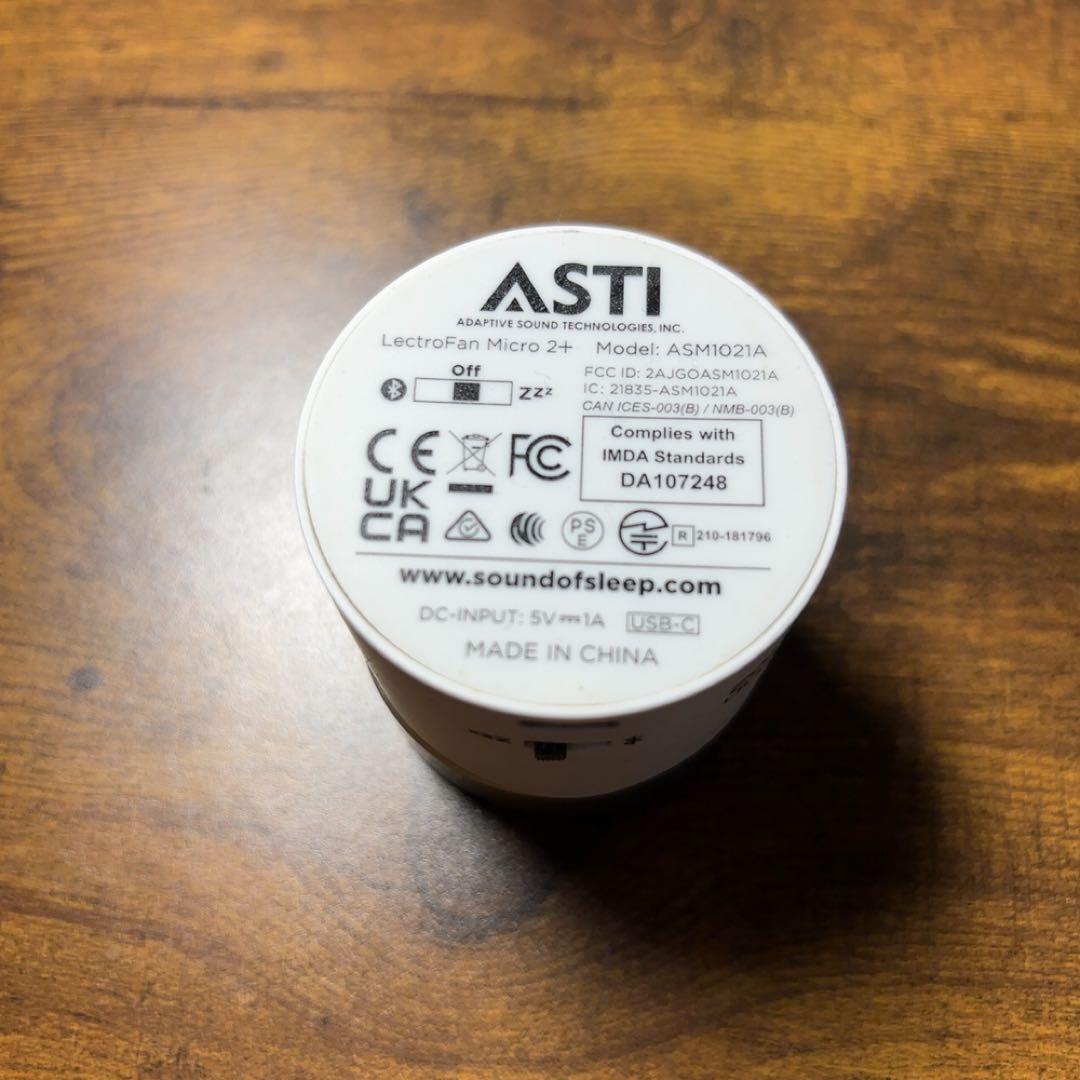 ASTI
ADAPTIVE SOUND TECHNOLOGIES, INC.
LectroFan Micro 2+ Model: ASM1021A
Off
zzz
FCC ID: 2AJGOASM1021A
IC: 21835-ASM1021A
CAN ICES-003(B) / NMB-003(B)
CE
FC
Complies with
IMDA Standards
DA107248
UK
CA
PS
E
R 210-181796
www.soundofsleep.com
DC-INPUT: 5V⎓1A USB-C
MADE IN CHINA